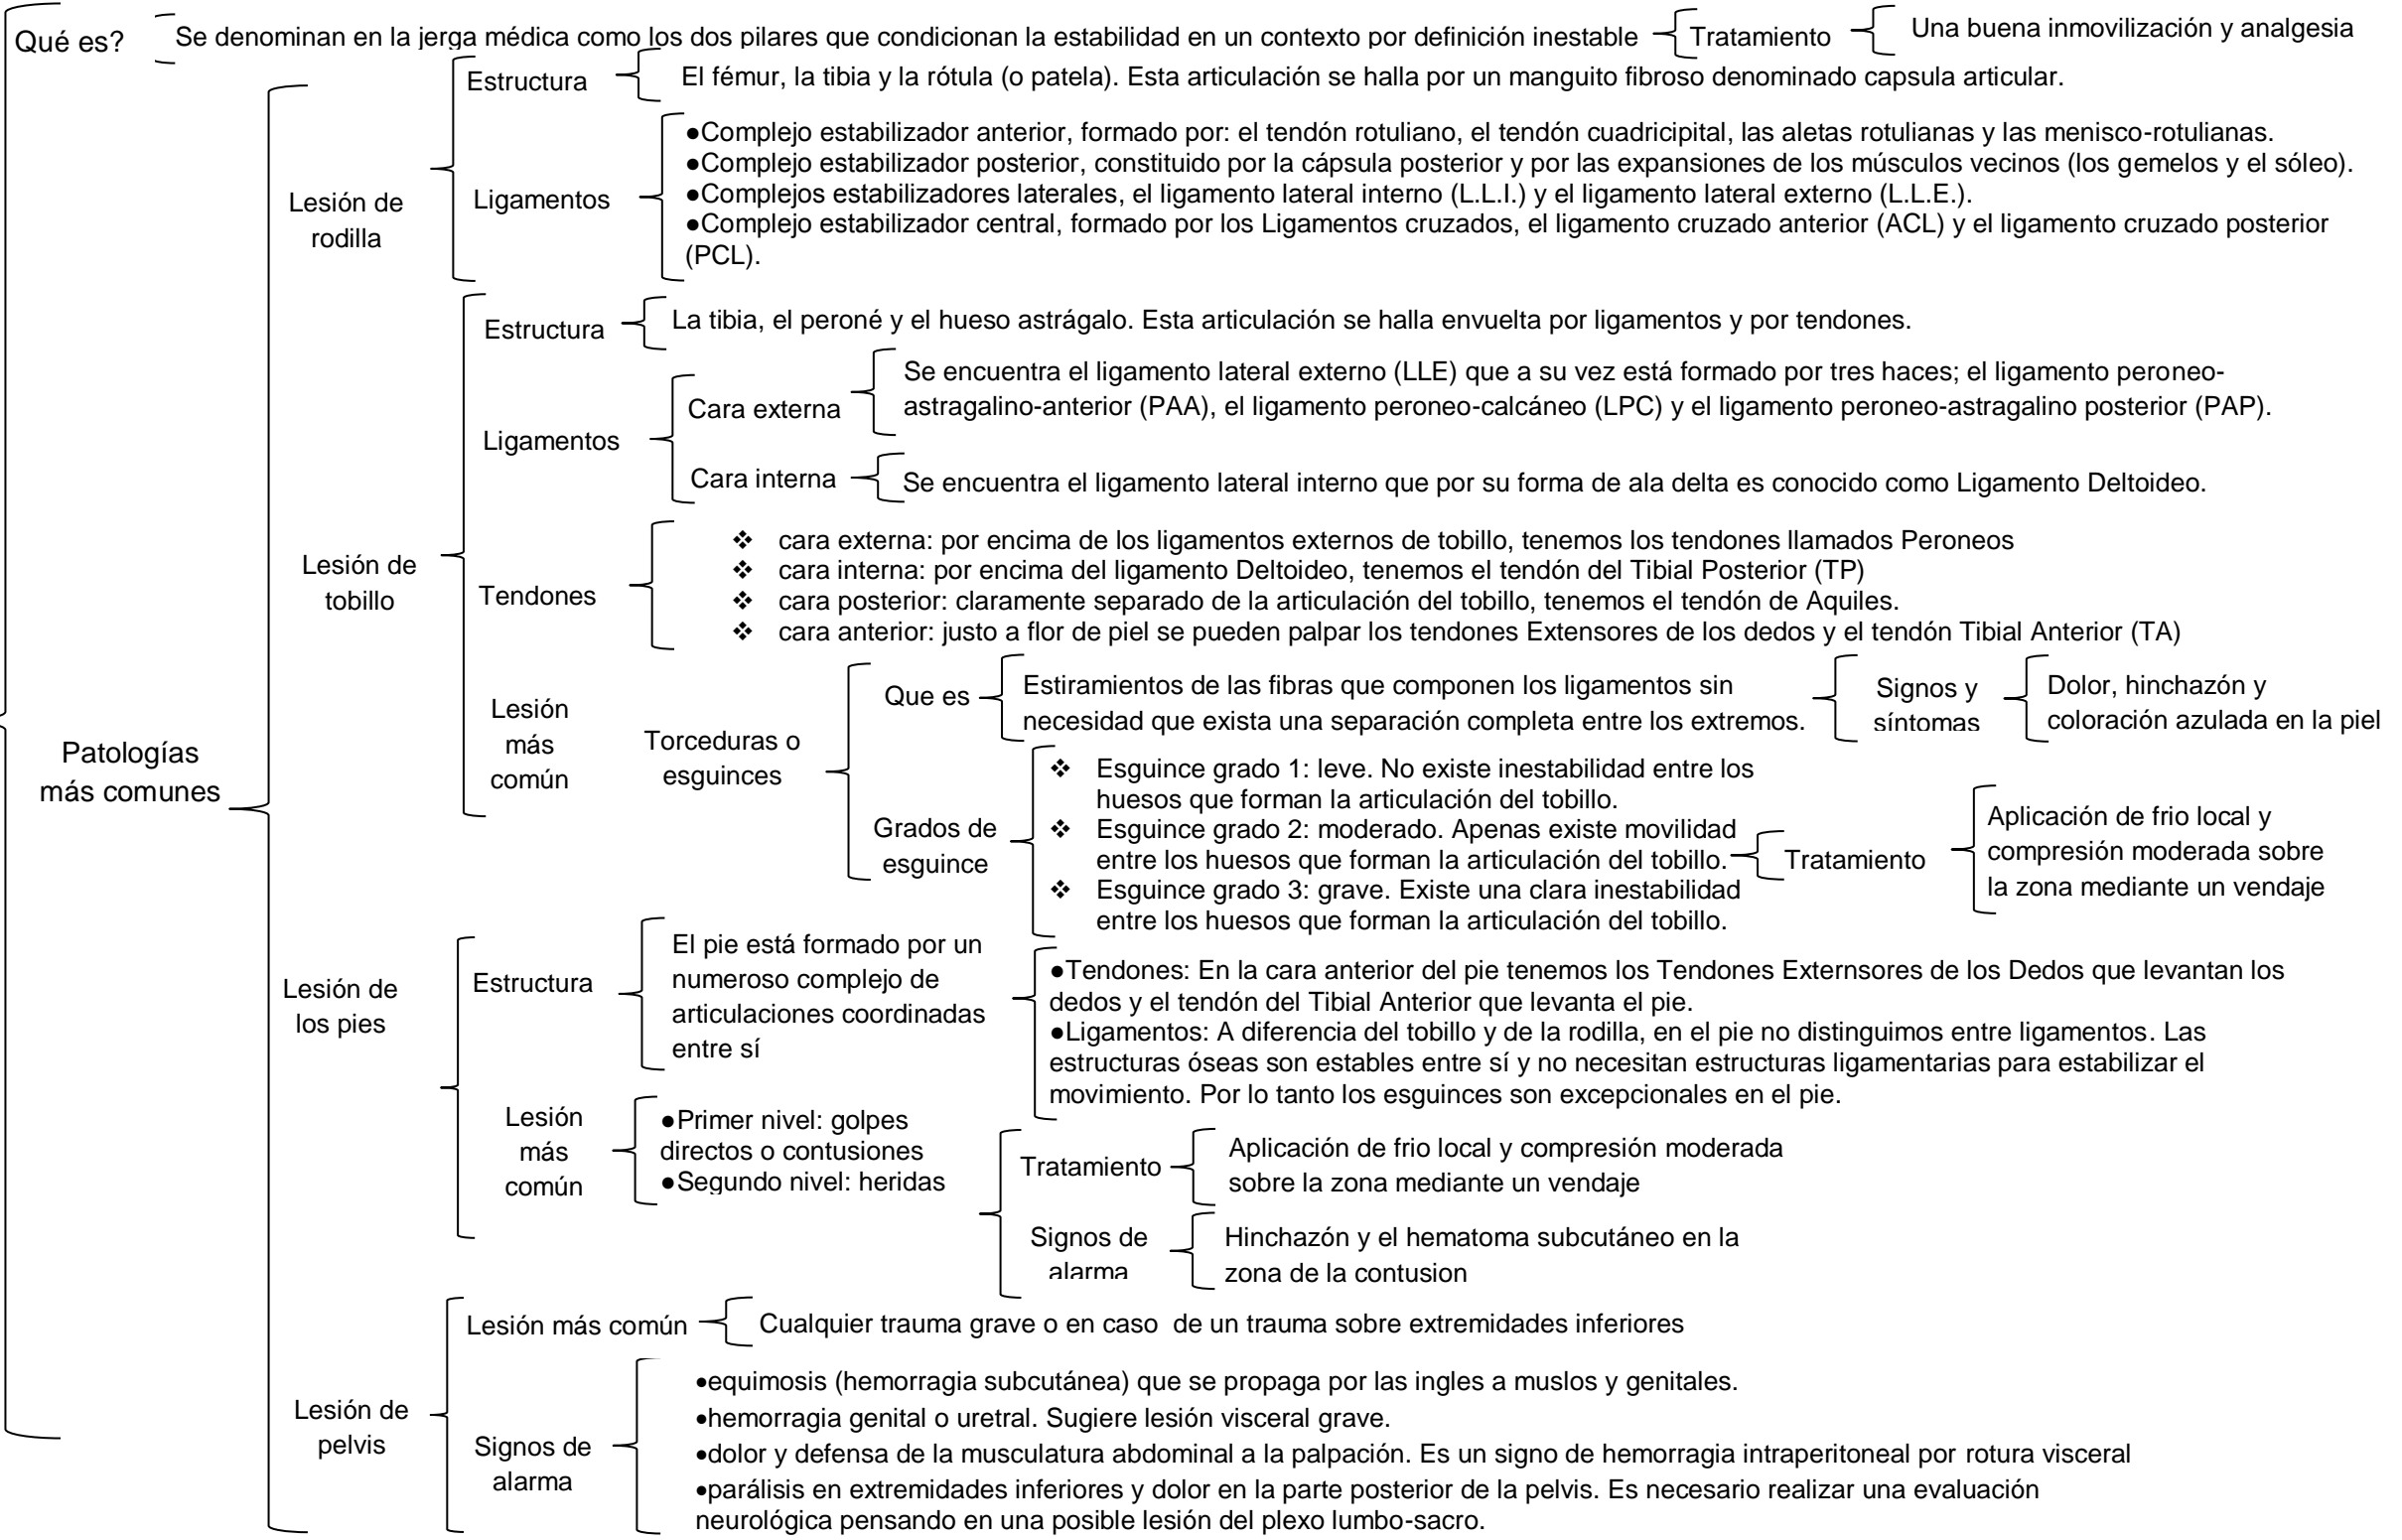 Qué es?
Se denominan en la jerga médica como los dos pilares que condicionan la estabilidad en un contexto por definición inestable
Tratamiento
Una buena inmovilización y analgesia
Patologías
más comunes
Lesión de
rodilla
Estructura
El fémur, la tibia y la rótula (o patela). Esta articulación se halla por un manguito fibroso denominado capsula articular.
Ligamentos
●Complejo estabilizador anterior, formado por: el tendón rotuliano, el tendón cuadricipital, las aletas rotulianas y las menisco-rotulianas.
●Complejo estabilizador posterior, constituido por la cápsula posterior y por las expansiones de los músculos vecinos (los gemelos y el sóleo).
●Complejos estabilizadores laterales, el ligamento lateral interno (L.L.I.) y el ligamento lateral externo (L.L.E.).
●Complejo estabilizador central, formado por los Ligamentos cruzados, el ligamento cruzado anterior (ACL) y el ligamento cruzado posterior
(PCL).
Lesión de
tobillo
Estructura
La tibia, el peroné y el hueso astrágalo. Esta articulación se halla envuelta por ligamentos y por tendones.
Ligamentos
Cara externa
Se encuentra el ligamento lateral externo (LLE) que a su vez está formado por tres haces; el ligamento peroneo-
astragalino-anterior (PAA), el ligamento peroneo-calcáneo (LPC) y el ligamento peroneo-astragalino posterior (PAP).
Cara interna
Se encuentra el ligamento lateral interno que por su forma de ala delta es conocido como Ligamento Deltoideo.
Tendones
❖ cara externa: por encima de los ligamentos externos de tobillo, tenemos los tendones llamados Peroneos
❖ cara interna: por encima del ligamento Deltoideo, tenemos el tendón del Tibial Posterior (TP)
❖ cara posterior: claramente separado de la articulación del tobillo, tenemos el tendón de Aquiles.
❖ cara anterior: justo a flor de piel se pueden palpar los tendones Extensores de los dedos y el tendón Tibial Anterior (TA)
Lesión
más
común
Torceduras o
esguinces
Que es
Estiramientos de las fibras que componen los ligamentos sin
necesidad que exista una separación completa entre los extremos.
Signos y
síntomas
Dolor, hinchazón y
coloración azulada en la piel
Grados de
esguince
❖ Esguince grado 1: leve. No existe inestabilidad entre los
huesos que forman la articulación del tobillo.
❖ Esguince grado 2: moderado. Apenas existe movilidad
entre los huesos que forman la articulación del tobillo.
❖ Esguince grado 3: grave. Existe una clara inestabilidad
entre los huesos que forman la articulación del tobillo.
Tratamiento
Aplicación de frio local y
compresión moderada sobre
la zona mediante un vendaje
Lesión de
los pies
Estructura
El pie está formado por un
numeroso complejo de
articulaciones coordinadas
entre sí
●Tendones: En la cara anterior del pie tenemos los Tendones Externsores de los Dedos que levantan los
dedos y el tendón del Tibial Anterior que levanta el pie.
●Ligamentos: A diferencia del tobillo y de la rodilla, en el pie no distinguimos entre ligamentos. Las
estructuras óseas son estables entre sí y no necesitan estructuras ligamentarias para estabilizar el
movimiento. Por lo tanto los esguinces son excepcionales en el pie.
Lesión
más
común
●Primer nivel: golpes
directos o contusiones
●Segundo nivel: heridas
Tratamiento
Aplicación de frio local y compresión moderada
sobre la zona mediante un vendaje
Signos de
alarma
Hinchazón y el hematoma subcutáneo en la
zona de la contusion
Lesión de
pelvis
Lesión más común
Cualquier trauma grave o en caso de un trauma sobre extremidades inferiores
Signos de
alarma
●equimosis (hemorragia subcutánea) que se propaga por las ingles a muslos y genitales.
●hemorragia genital o uretral. Sugiere lesión visceral grave.
●dolor y defensa de la musculatura abdominal a la palpación. Es un signo de hemorragia intraperitoneal por rotura visceral
●parálisis en extremidades inferiores y dolor en la parte posterior de la pelvis. Es necesario realizar una evaluación
neurológica pensando en una posible lesión del plexo lumbo-sacro.